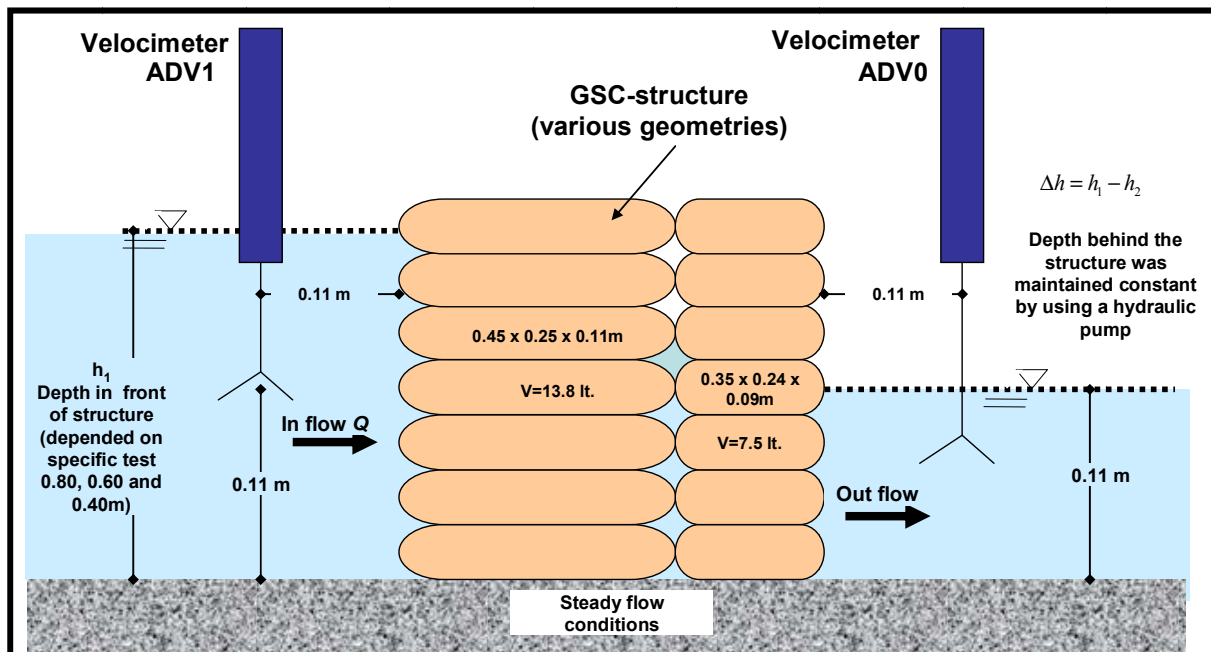 Velocimeter
ADV1
Velocimeter
ADV0
GSC-structure
(various geometries)
Δh = h₁ − h₂
Depth behind the
structure was
maintained constant
by using a hydraulic
pump
0.11 m
0.11 m
0.45 x 0.25 x 0.11m
V=13.8 lt.
0.35 x 0.24 x
0.09m
V=7.5 lt.
h₁
Depth in front
of structure
(depended on
specific test
0.80, 0.60 and
0.40m)
In flow Q
0.11 m
Out flow
0.11 m
Steady flow
conditions